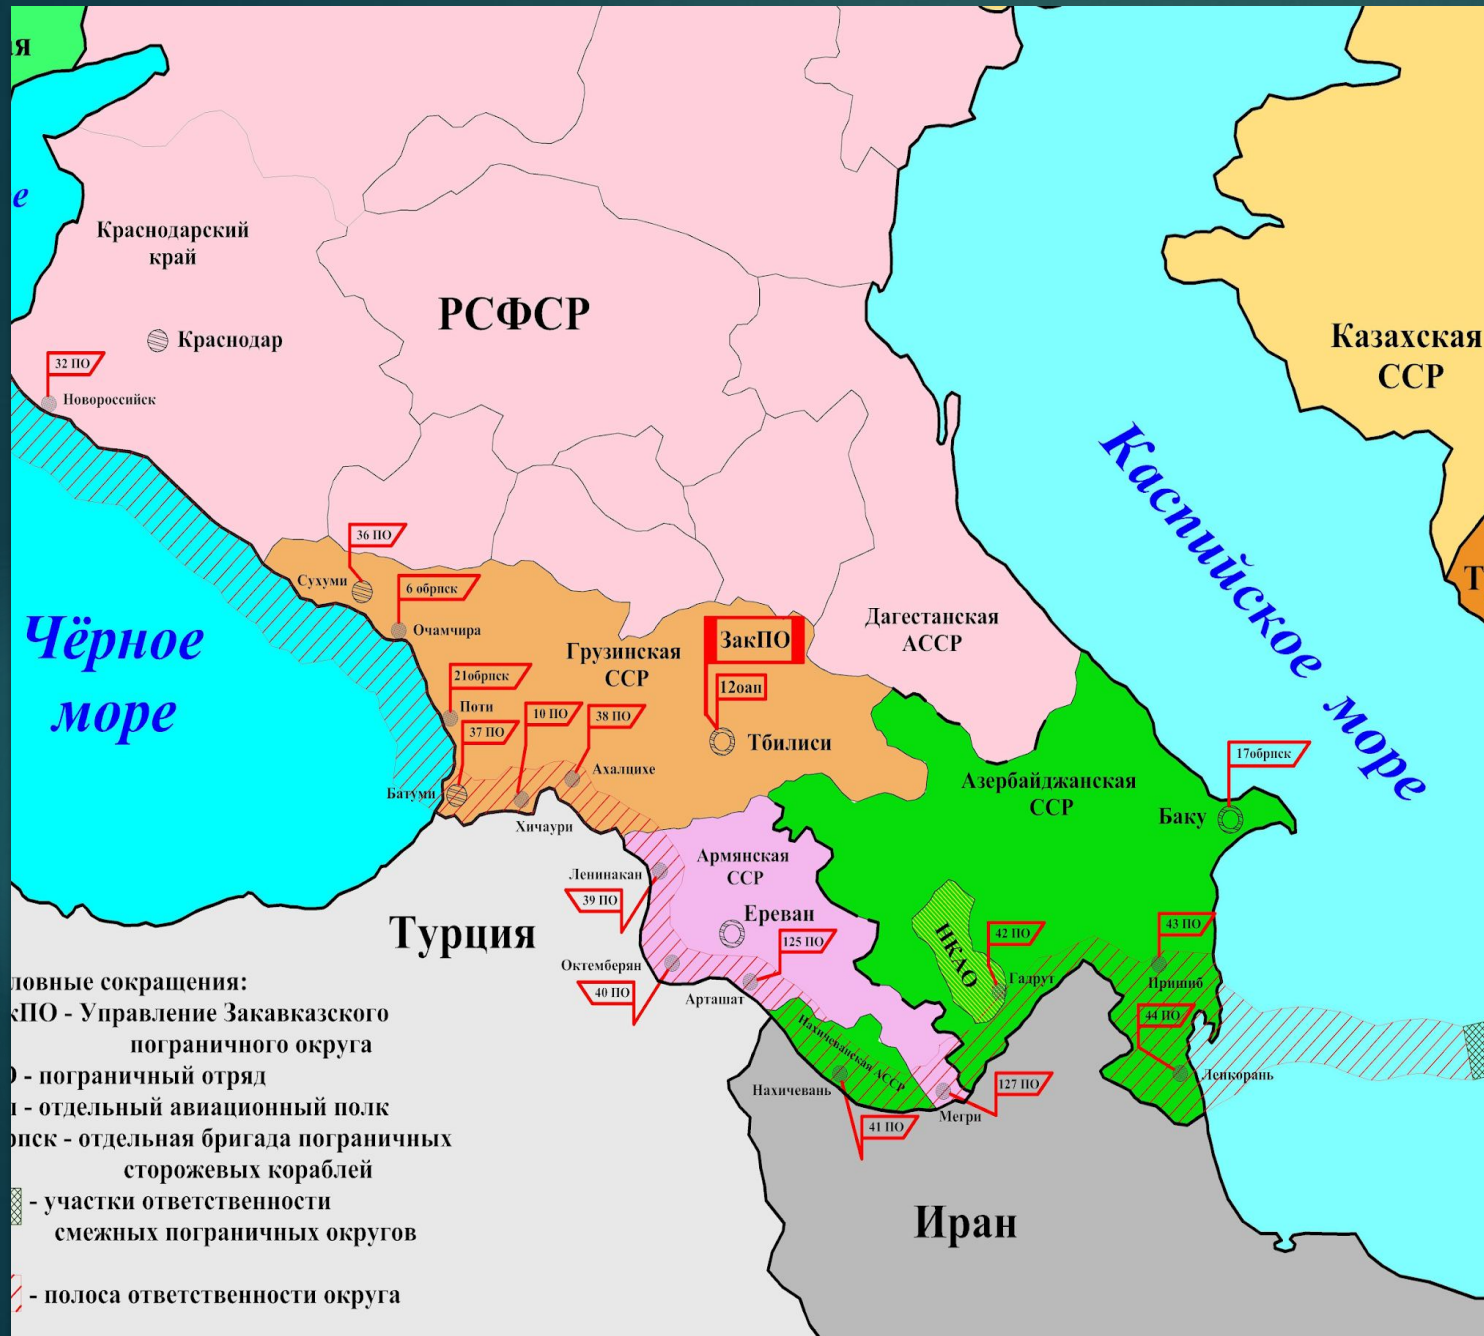 ая
е
Краснодарский
край
РСФСР
Краснодар
32 ПО
Новороссийск
Казахская
ССР
Каспийское море
Т
36 ПО
Сухуми
6 обрпск
Очамчира
Чёрное
море
Грузинская
ССР
ЗакПО
12оап
Тбилиси
Дагестанская
АССР
21обрпск
Поти
37 ПО
10 ПО
38 ПО
Ахалцихе
Батуми
Хичаури
Азербайджанская
ССР
17обрпск
Баку
Армянская
ССР
Ленинакан
39 ПО
Ереван
Турция
125 ПО
НКАО
42 ПО
Гадрут
43 ПО
Пришиб
Октемберян
40 ПО
Арташат
44 ПО
Ленкорань
Нахичеванская АССР
Нахичевань
41 ПО
127 ПО
Мегри
Иран
ловные сокращения:
кПО - Управление Закавказского
пограничного округа
О - пограничный отряд
п - отдельный авиационный полк
рпск - отдельная бригада пограничных
сторожевых кораблей
- участки ответственности
смежных пограничных округов
- полоса ответственности округа